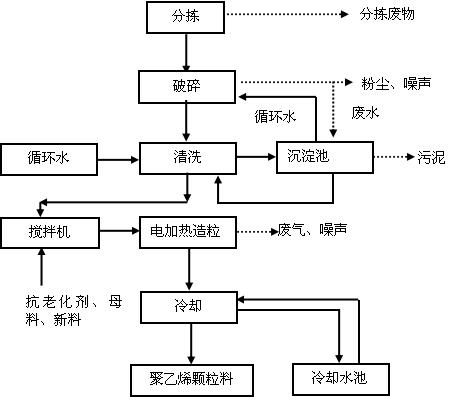 分拣
分拣废物
破碎
粉尘、噪声
循环水
废水
循环水
清洗
沉淀池
污泥
搅拌机
电加热造粒
废气、噪声
抗老化剂、母
料、新料
冷却
聚乙烯颗粒料
冷却水池